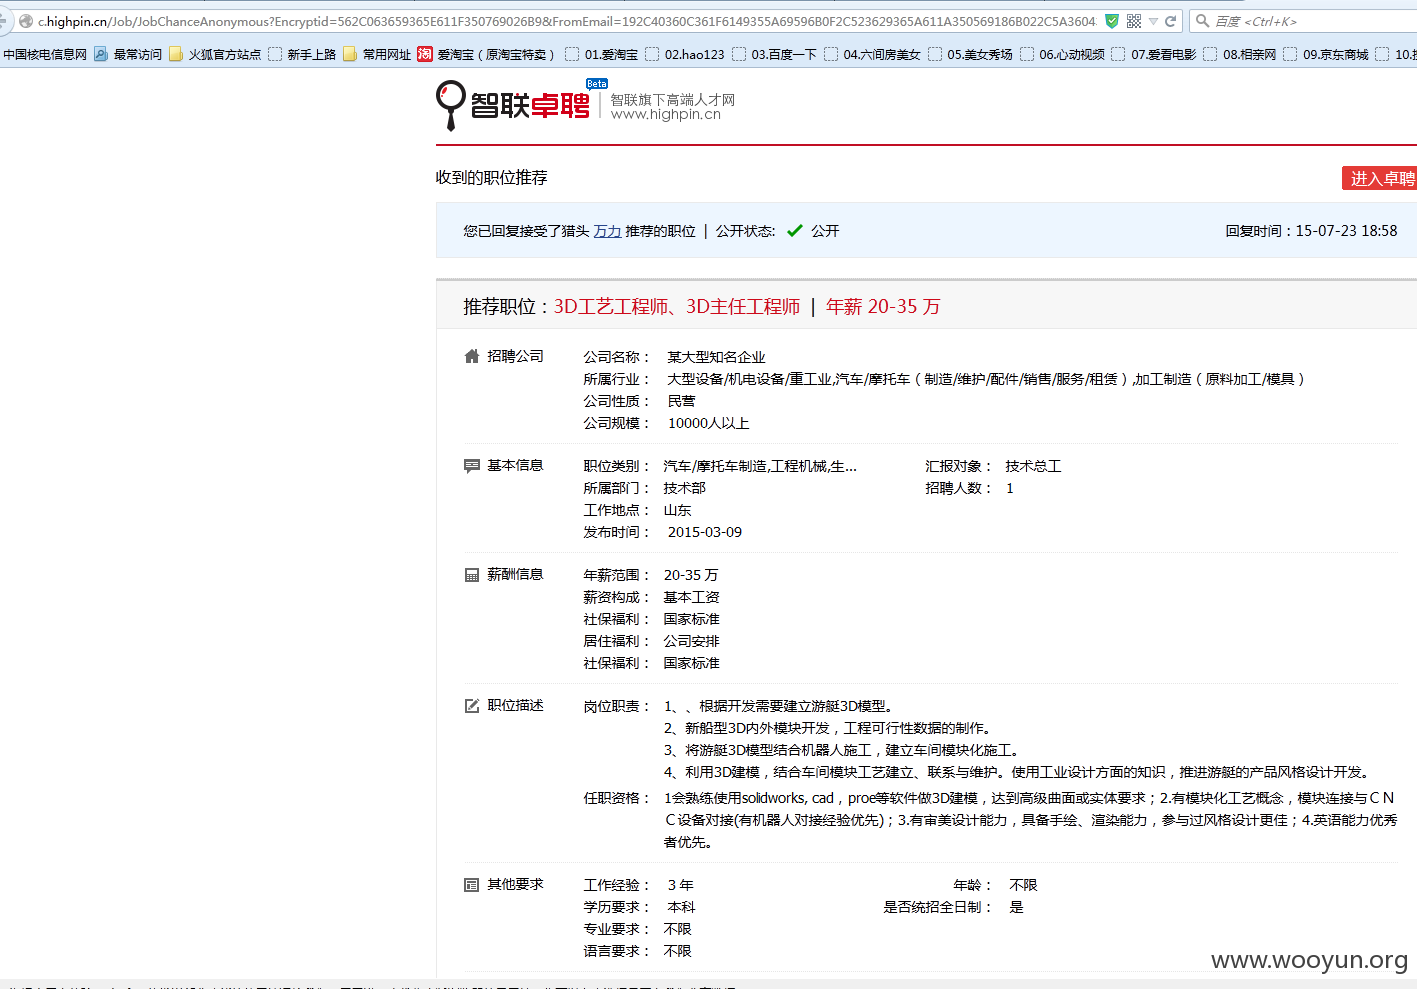 c.highpin.cn/Job/JobChanceAnonymous?Encryptid=562C063659365E611F350769026B9&FromEmail=192C40360C361F6149355A69596B0F2C523629365A611A350569186B022C5A3604
百度 <Ctrl+K>
中国核电信息网 最常访问 火狐官方站点 新手上路 常用网址 淘 爱淘宝（原淘宝特卖） 01.爱淘宝 02.hao123 03.百度一下 04.六间房美女 05.美女秀场 06.心动视频 07.爱看电影 08.相亲网 09.京东商城 10.
智联卓聘 Beta 智联旗下高端人才网
www.highpin.cn
收到的职位推荐 进入卓聘
您已回复接受了猎头 万力 推荐的职位 | 公开状态: 公开 回复时间：15-07-23 18:58
推荐职位：3D工艺工程师、3D主任工程师 | 年薪 20-35 万
招聘公司 公司名称： 某大型知名企业
所属行业： 大型设备/机电设备/重工业,汽车/摩托车（制造/维护/配件/销售/服务/租赁）,加工制造（原料加工/模具）
公司性质： 民营
公司规模： 10000人以上
基本信息 职位类别： 汽车/摩托车制造,工程机械,生... 汇报对象： 技术总工
所属部门： 技术部 招聘人数： 1
工作地点： 山东
发布时间： 2015-03-09
薪酬信息 年薪范围： 20-35 万
薪资构成： 基本工资
社保福利： 国家标准
居住福利： 公司安排
社保福利： 国家标准
职位描述 岗位职责： 1、、根据开发需要建立游艇3D模型。
2、新船型3D内外模块开发，工程可行性数据的制作。
3、将游艇3D模型结合机器人施工，建立车间模块化施工。
4、利用3D建模，结合车间模块工艺建立、联系与维护。使用工业设计方面的知识，推进游艇的产品风格设计开发。
任职资格： 1会熟练使用solidworks, cad，proe等软件做3D建模，达到高级曲面或实体要求；2.有模块化工艺概念，模块连接与ＣＮ
Ｃ设备对接(有机器人对接经验优先)；3.有审美设计能力，具备手绘、渲染能力，参与过风格设计更佳；4.英语能力优秀
者优先。
其他要求 工作经验： 3 年 年龄： 不限
学历要求： 本科 是否统招全日制： 是
专业要求： 不限
语言要求： 不限
www.wooyun.org